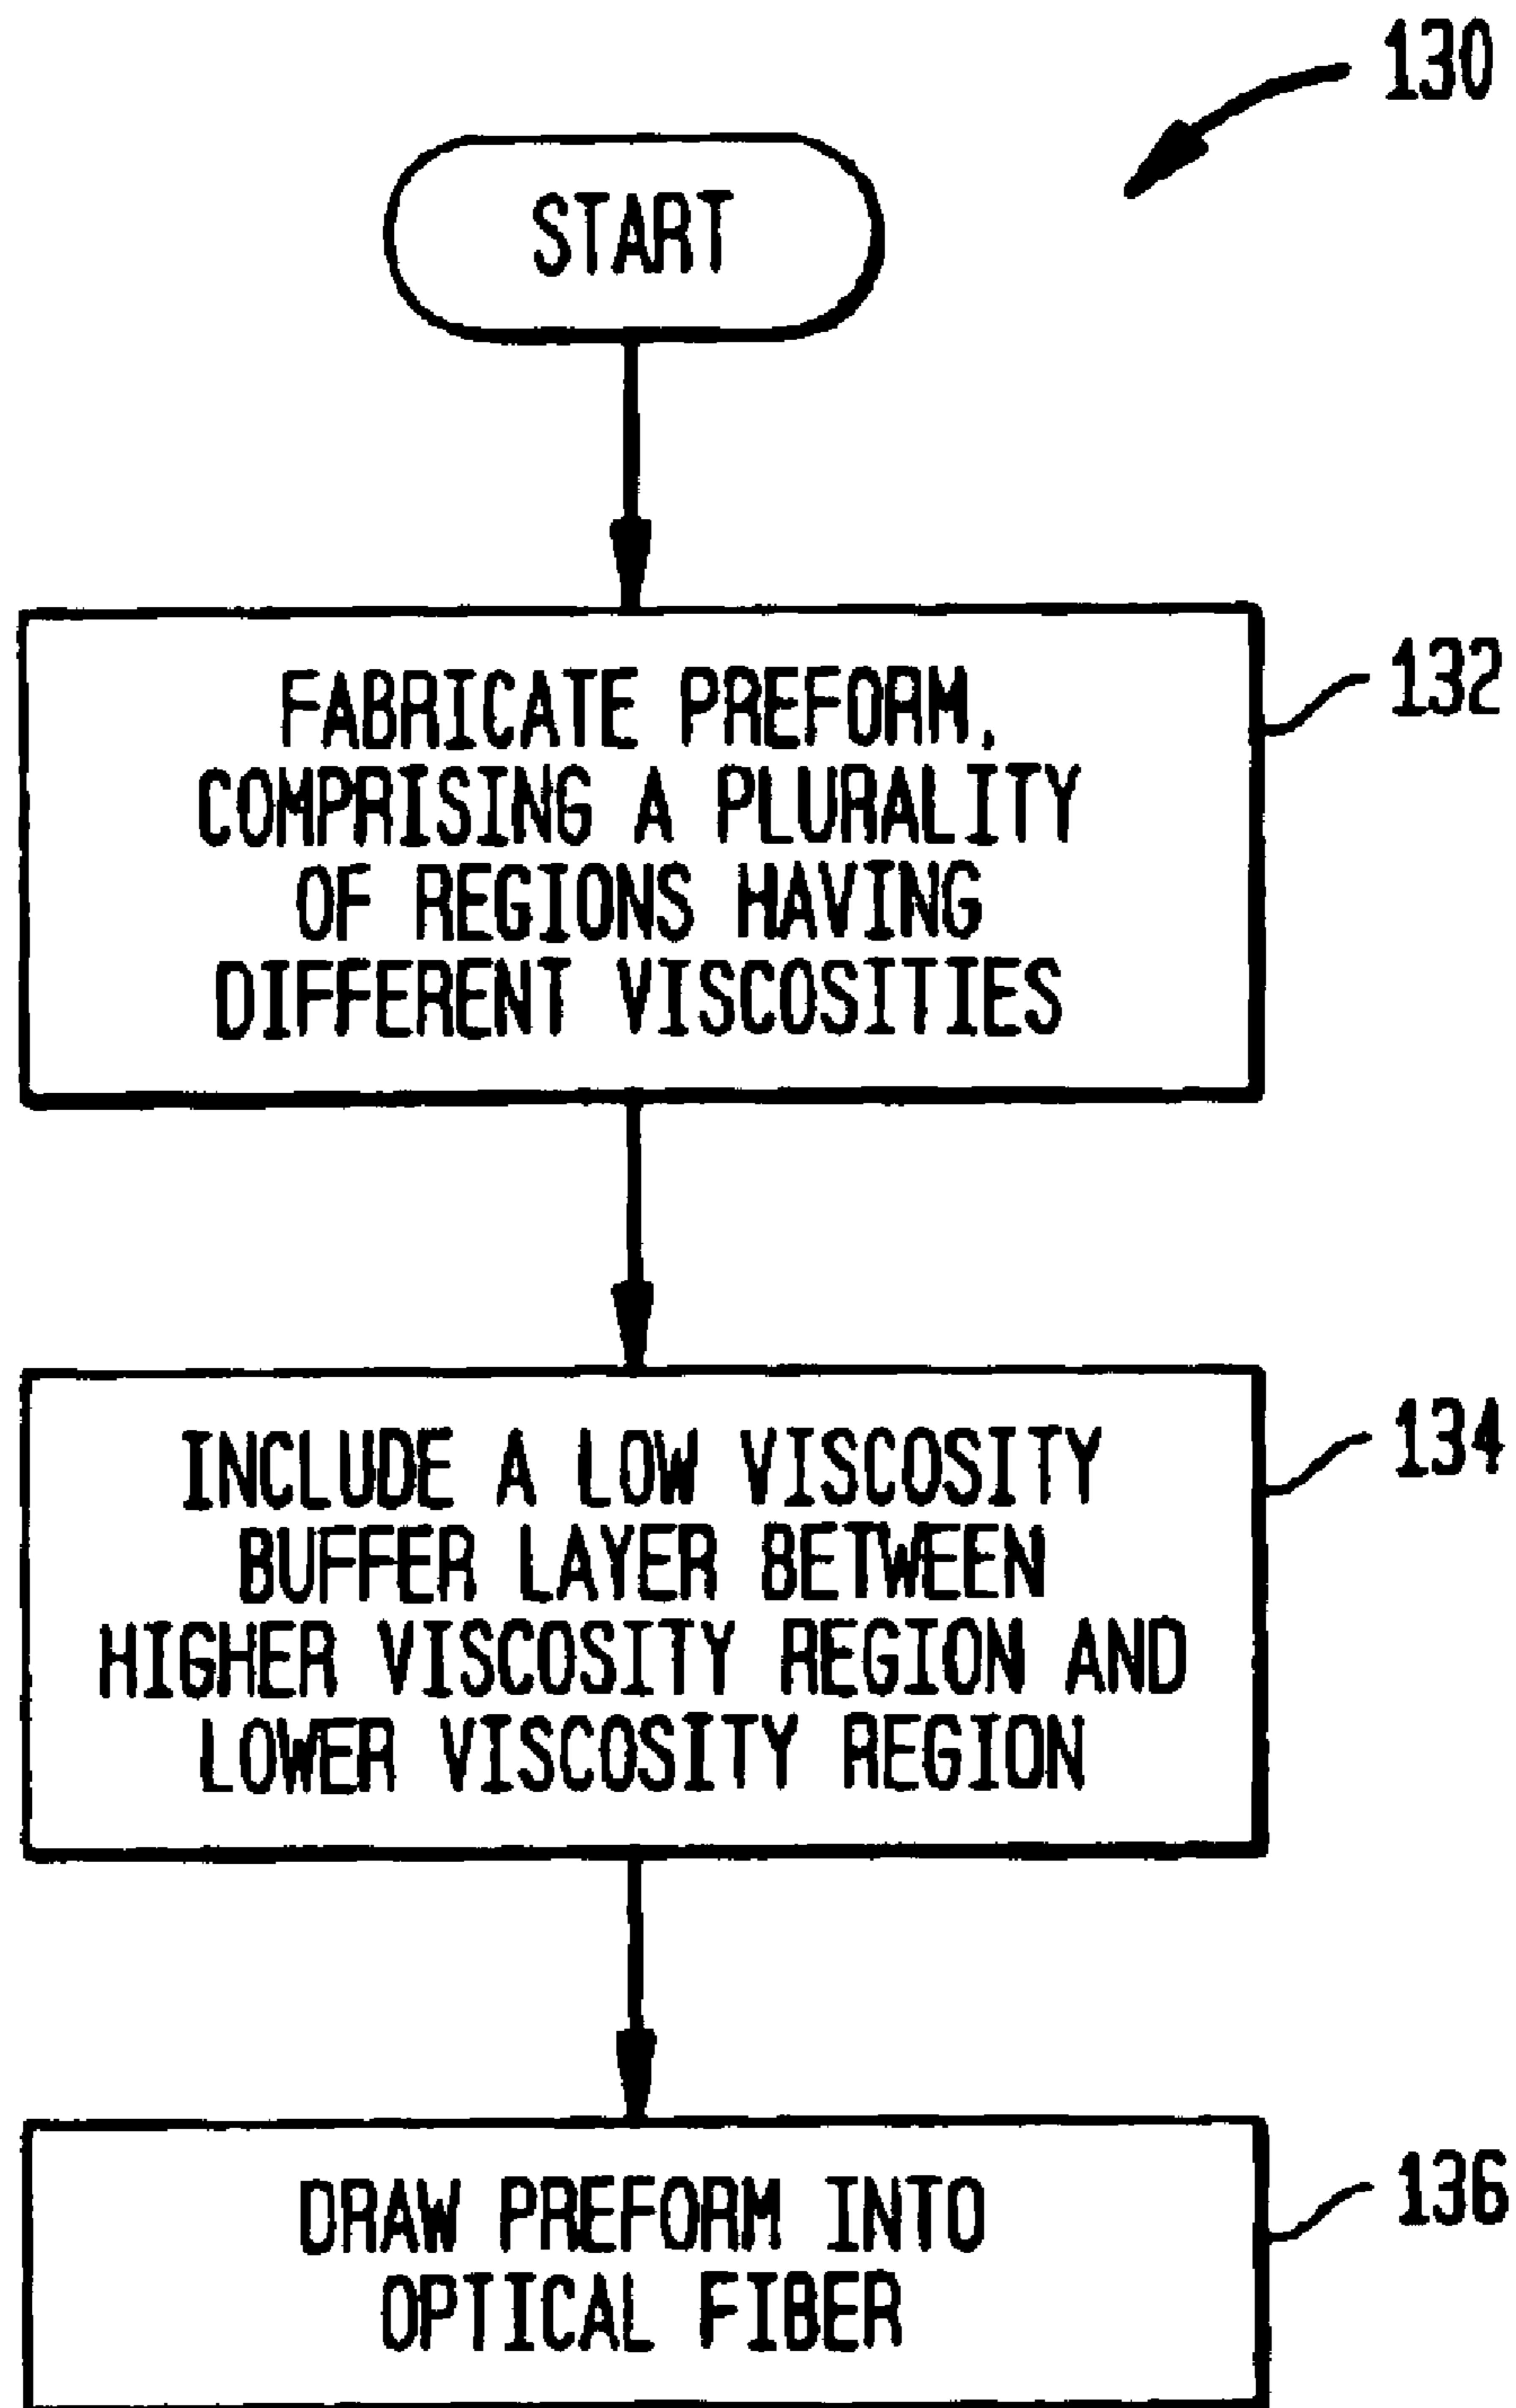 130
START
FABRICATE PREFORM,
COMPRISING A PLURALITY
OF REGIONS HAVING
DIFFERENT VISCOSITIES
132
INCLUDE A LOW VISCOSITY
BUFFER LAYER BETWEEN
HIGHER VISCOSITY REGION AND
LOWER VISCOSITY REGION
134
DRAW PREFORM INTO
OPTICAL FIBER
136